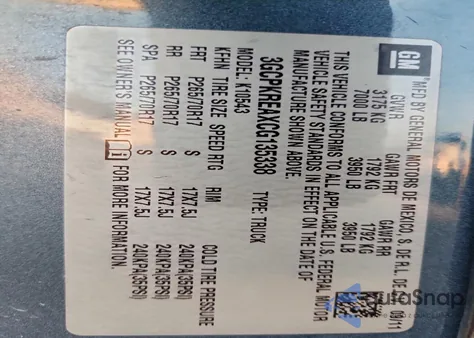 GM
MFD BY GENERAL MOTORS DE MEXICO, S. DE R.L. DE C.V. 09/11
GVWR GAWR FRT GAWR RR
3175 KG 1792 KG 1792 KG
7000 LB 3950 LB 3950 LB
THIS VEHICLE CONFORMS TO ALL APPLICABLE U.S. FEDERAL MOTOR
VEHICLE SAFETY STANDARDS IN EFFECT ON THE DATE OF
MANUFACTURE SHOWN ABOVE.
3GCPKREAXCG135338 TYPE:TRUCK
MODEL: K10543
KFHN TIRE SIZE SPEED RTG RIM COLD TIRE PRESSURE
FRT P265/70R17 S 17X7.5J 240KPA(35PSI)
RR P265/70R17 S 17X7.5J 240KPA(35PSI)
SPA P265/70R17 S 17X7.5J 240KPA(35PSI)
SEE OWNER'S MANUAL FOR MORE INFORMATION.
AutoSnap